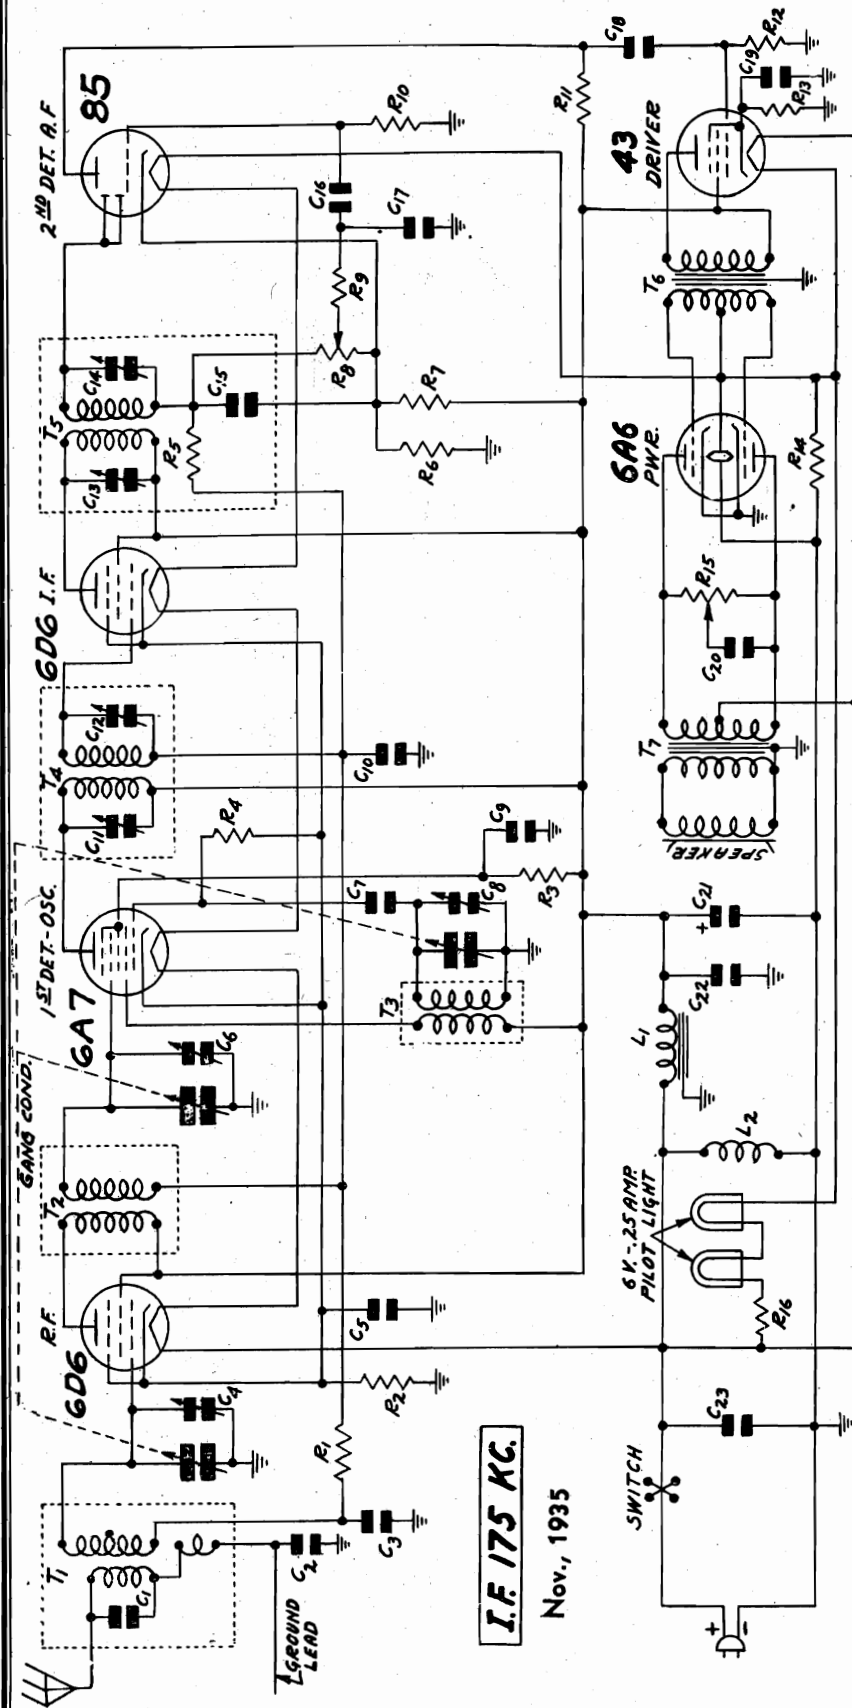 2ND DET. A.F
85
6D6 I.F.
1ST DET.-OSC.
6A7
GANG COND.
R.F.
6D6
T1
C1
GROUND LEAD
C2
C3
R1
C4
R2
C5
T2
C6
T3
C7
C8
R3
C9
R4
T4
C11
C12
C10
T5
C13
C14
R5
C15
R6
R7
R8
R9
C16
C17
R10
I.F. 175 KC.
Nov., 1935
SWITCH
+
-
C23
6V.-.25 AMP.
PILOT LIGHT
R16
L2
L1
C22
C21
+
SPEAKER
T7
C20
R15
6A6
PWR.
R14
T6
43
DRIVER
R11
C18
R12
C19
R13